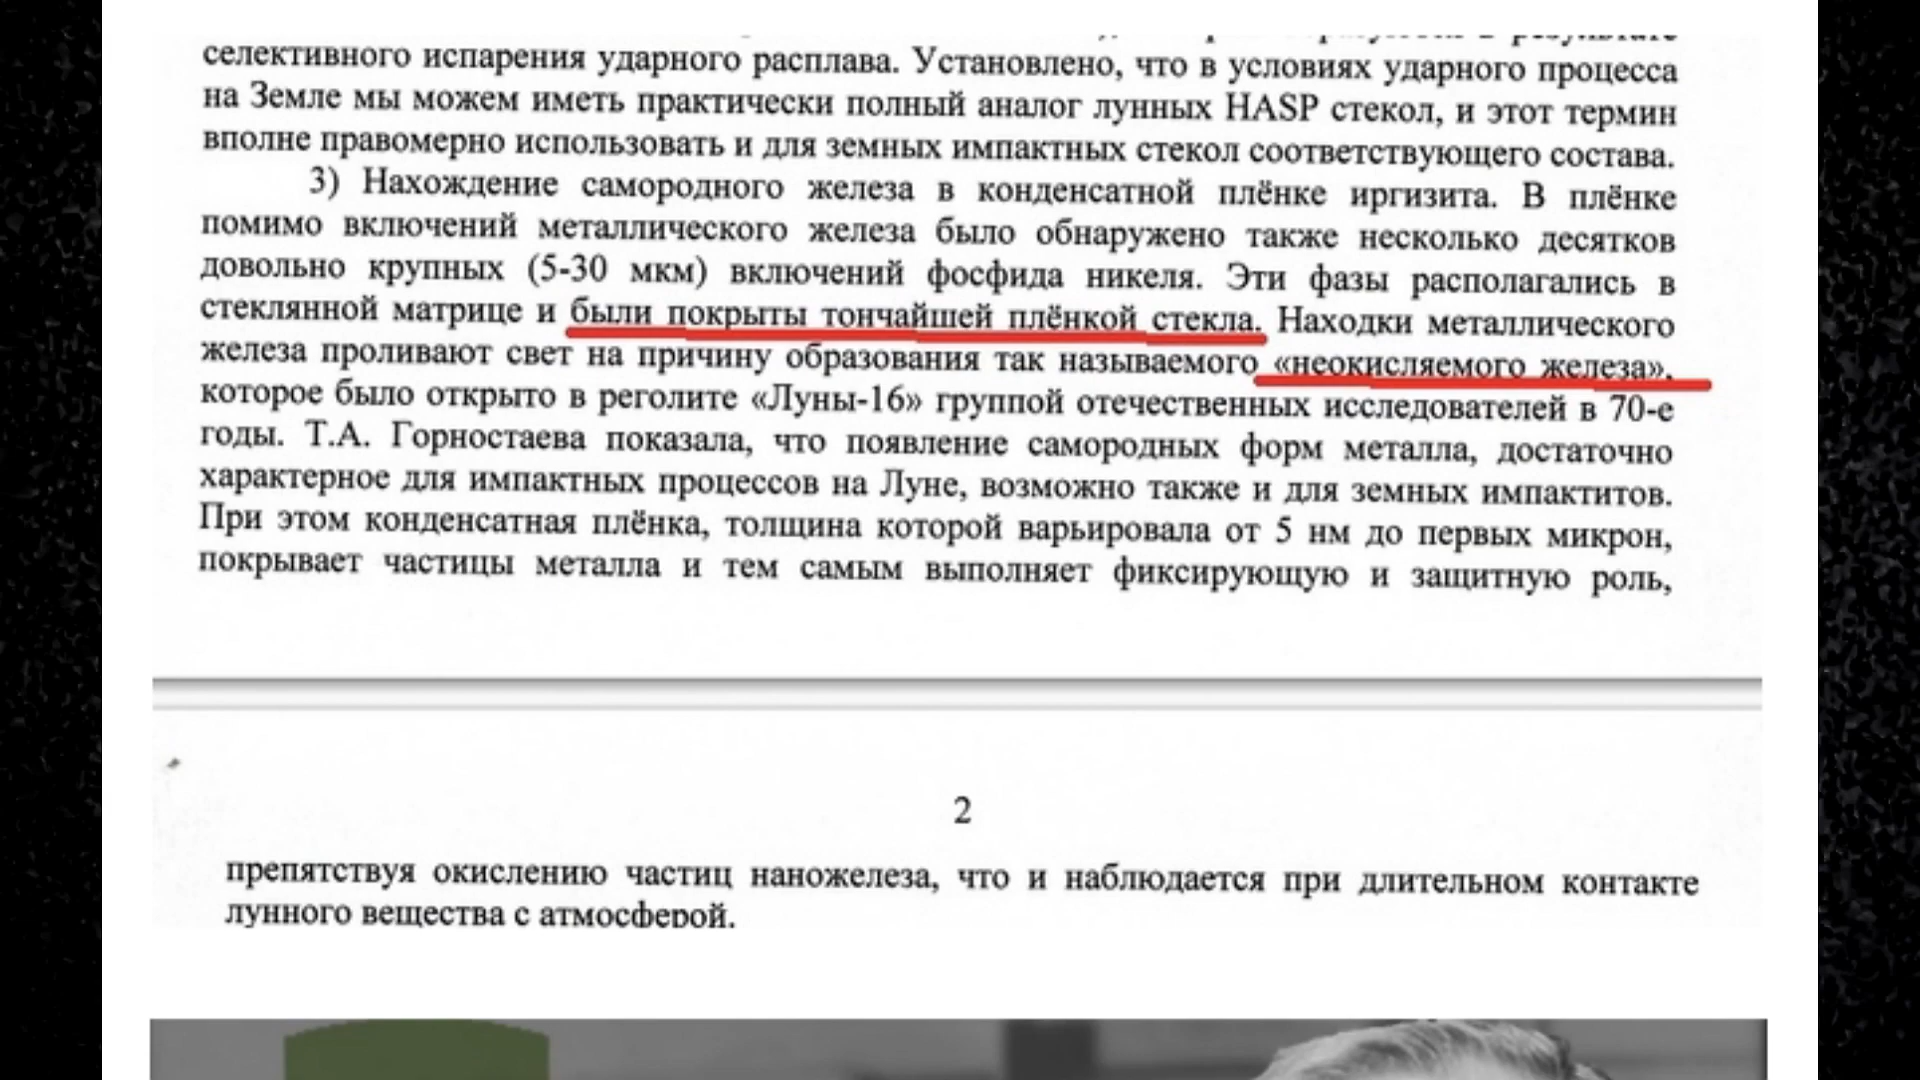 селективного испарения ударного расплава. Установлено, что в условиях ударного процесса
на Земле мы можем иметь практически полный аналог лунных HASP стекол, и этот термин
вполне правомерно использовать и для земных импактных стекол соответствующего состава.
3) Нахождение самородного железа в конденсатной плёнке иргизита. В плёнке
помимо включений металлического железа было обнаружено также несколько десятков
довольно крупных (5-30 мкм) включений фосфида никеля. Эти фазы располагались в
стеклянной матрице и были покрыты тончайшей плёнкой стекла. Находки металлического
железа проливают свет на причину образования так называемого «неокисляемого железа»,
которое было открыто в реголите «Луны-16» группой отечественных исследователей в 70-е
годы. Т.А. Горностаева показала, что появление самородных форм металла, достаточно
характерное для импактных процессов на Луне, возможно также и для земных импактитов.
При этом конденсатная плёнка, толщина которой варьировала от 5 нм до первых микрон,
покрывает частицы металла и тем самым выполняет фиксирующую и защитную роль,
2
препятствуя окислению частиц наножелеза, что и наблюдается при длительном контакте
лунного вещества с атмосферой.